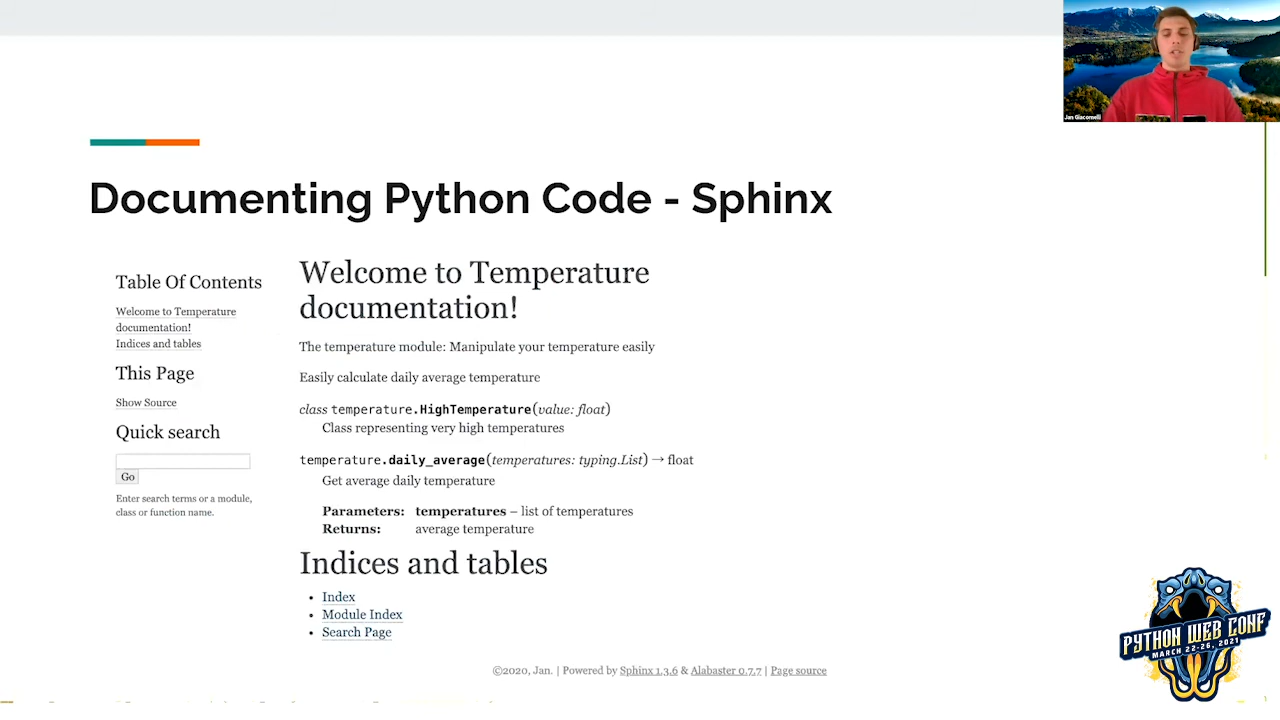 Jan Giacomelli
Documenting Python Code - Sphinx
Table Of Contents
Welcome to Temperature
documentation!
Indices and tables
This Page
Show Source
Quick search
Go
Enter search terms or a module,
class or function name.
Welcome to Temperature
documentation!
The temperature module: Manipulate your temperature easily
Easily calculate daily average temperature
class temperature.HighTemperature(value: float)
Class representing very high temperatures
temperature.daily_average(temperatures: typing.List) → float
Get average daily temperature
Parameters: temperatures – list of temperatures
Returns: average temperature
Indices and tables
• Index
• Module Index
• Search Page
©2020, Jan. | Powered by Sphinx 1.3.6 & Alabaster 0.7.7 | Page source
PYTHON WEB CONF
MARCH 22-26, 2021